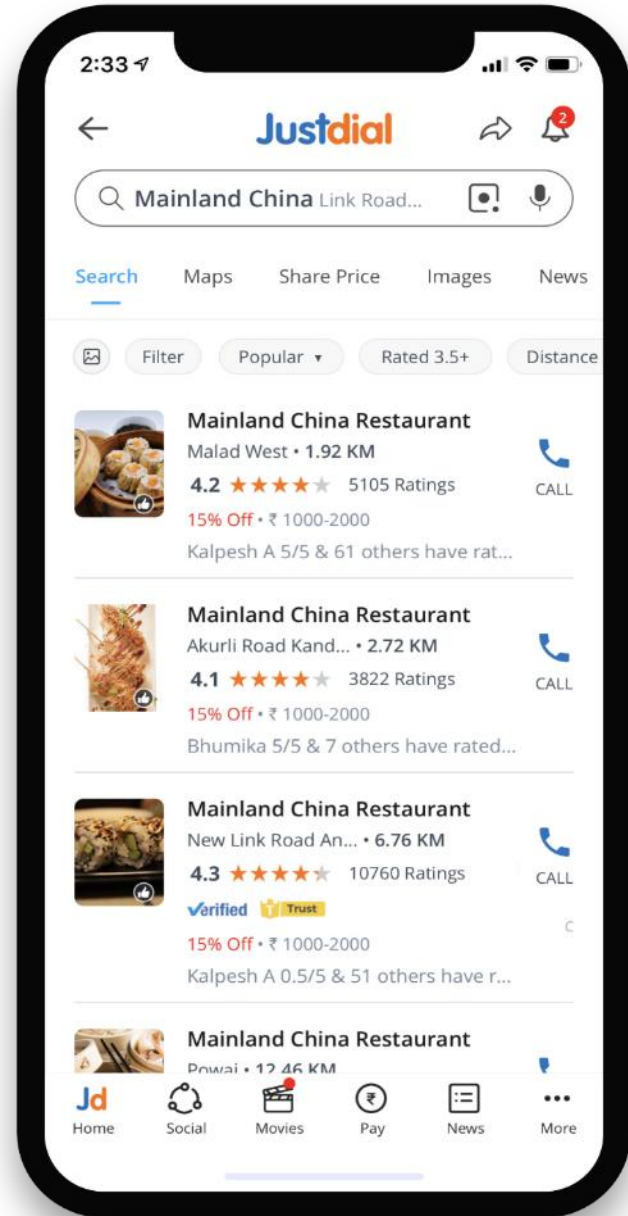 2:33
Justdial
2
Mainland China Link Road...
Search Maps Share Price Images News
Filter Popular ▾ Rated 3.5+ Distance
Mainland China Restaurant
Malad West • 1.92 KM
4.2 ★★★★★ 5105 Ratings
CALL
15% Off • ₹ 1000-2000
Kalpesh A 5/5 & 61 others have rat...
Mainland China Restaurant
Akurli Road Kand... • 2.72 KM
4.1 ★★★★★ 3822 Ratings
CALL
15% Off • ₹ 1000-2000
Bhumika 5/5 & 7 others have rated...
Mainland China Restaurant
New Link Road An... • 6.76 KM
4.3 ★★★★★ 10760 Ratings
CALL
Verified T Trust
C
15% Off • ₹ 1000-2000
Kalpesh A 0.5/5 & 51 others have r...
Mainland China Restaurant
Powai • 12.46 KM
Jd
Home Social Movies Pay News More